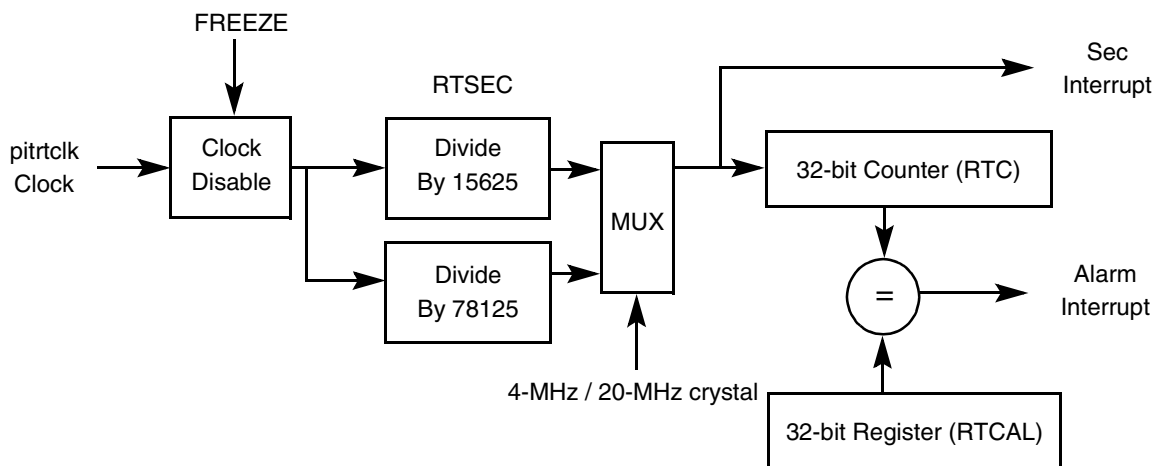 FREEZE
Sec
Interrupt
RTSEC
pitrtclk
Clock
Clock
Disable
Divide
By 15625
MUX
32-bit Counter (RTC)
Divide
By 78125
=
Alarm
Interrupt
4-MHz / 20-MHz crystal
32-bit Register (RTCAL)